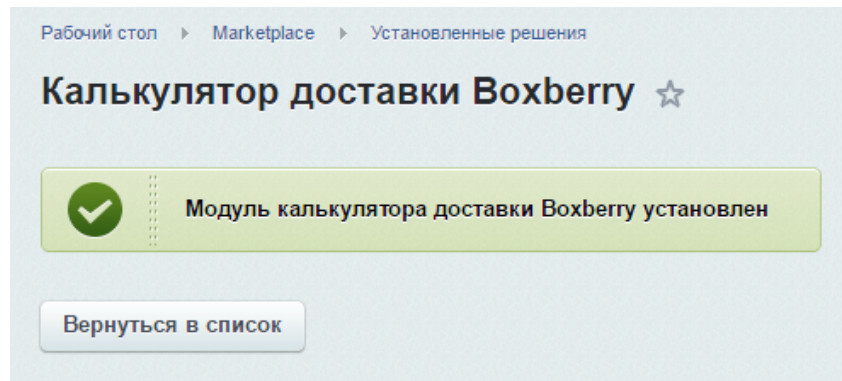 Рабочий стол Marketplace Установленные решения
Калькулятор доставки Boxberry
Модуль калькулятора доставки Boxberry установлен
Вернуться в список